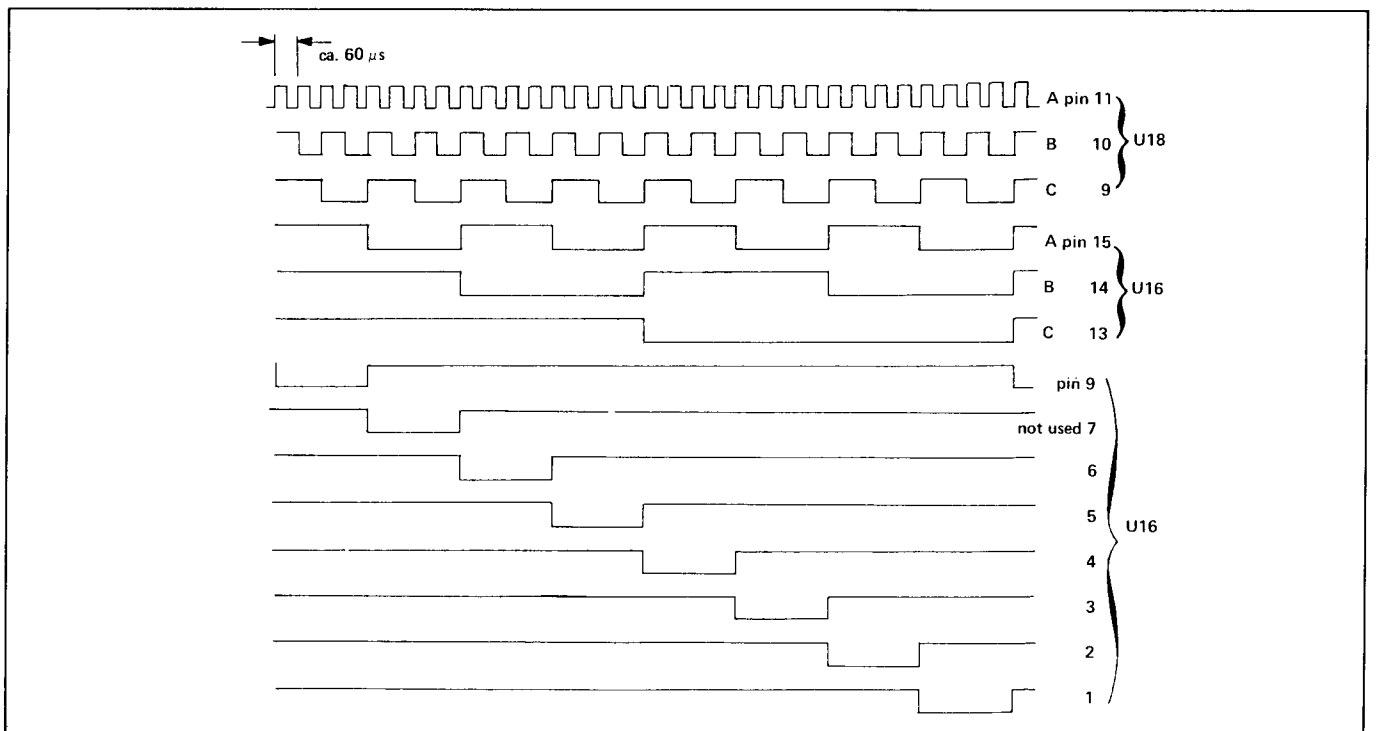 ca. 60 μs
A pin 11
B 10
U18
C 9
A pin 15
B 14
U16
C 13
pin 9
not used 7
6
5
U16
4
3
2
1